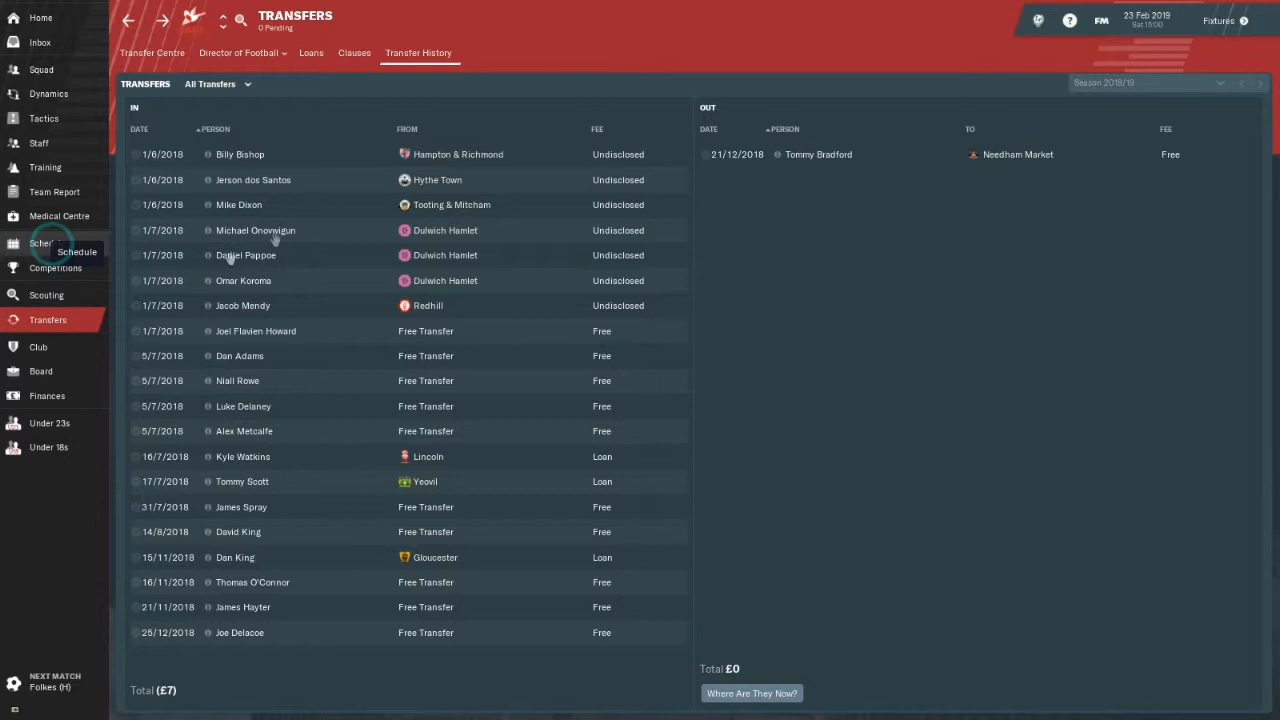 Home
Inbox
Squad
Dynamics
Tactics
Staff
Training
Team Report
Medical Centre
Schedule
Competitions
Scouting
Transfers
Club
Board
Finances
Under 23s
Under 18s
NEXT MATCH
Folkes (H)
TRANSFERS
0 Pending
FM
23 Feb 2019
Sat 15:00
Fixtures
Transfer Centre Director of Football Loans Clauses Transfer History
TRANSFERS All Transfers Season 2018/19
IN
DATE PERSON FROM FEE
1/6/2018 Billy Bishop Hampton & Richmond Undisclosed
1/6/2018 Jerson dos Santos Hythe Town Undisclosed
1/6/2018 Mike Dixon Tooting & Mitcham Undisclosed
1/7/2018 Michael Onovwigun Dulwich Hamlet Undisclosed
1/7/2018 Daniel Pappoe Dulwich Hamlet Undisclosed
1/7/2018 Omar Koroma Dulwich Hamlet Undisclosed
1/7/2018 Jacob Mendy Redhill Undisclosed
1/7/2018 Joel Flavien Howard Free Transfer Free
5/7/2018 Dan Adams Free Transfer Free
5/7/2018 Niall Rowe Free Transfer Free
5/7/2018 Luke Delaney Free Transfer Free
5/7/2018 Alex Metcalfe Free Transfer Free
16/7/2018 Kyle Watkins Lincoln Loan
17/7/2018 Tommy Scott Yeovil Loan
31/7/2018 James Spray Free Transfer Free
14/8/2018 David King Free Transfer Free
15/11/2018 Dan King Gloucester Loan
16/11/2018 Thomas O'Connor Free Transfer Free
21/11/2018 James Hayter Free Transfer Free
25/12/2018 Joe Delacoe Free Transfer Free
Total (£7)
OUT
DATE PERSON TO FEE
21/12/2018 Tommy Bradford Needham Market Free
Total £0
Where Are They Now?